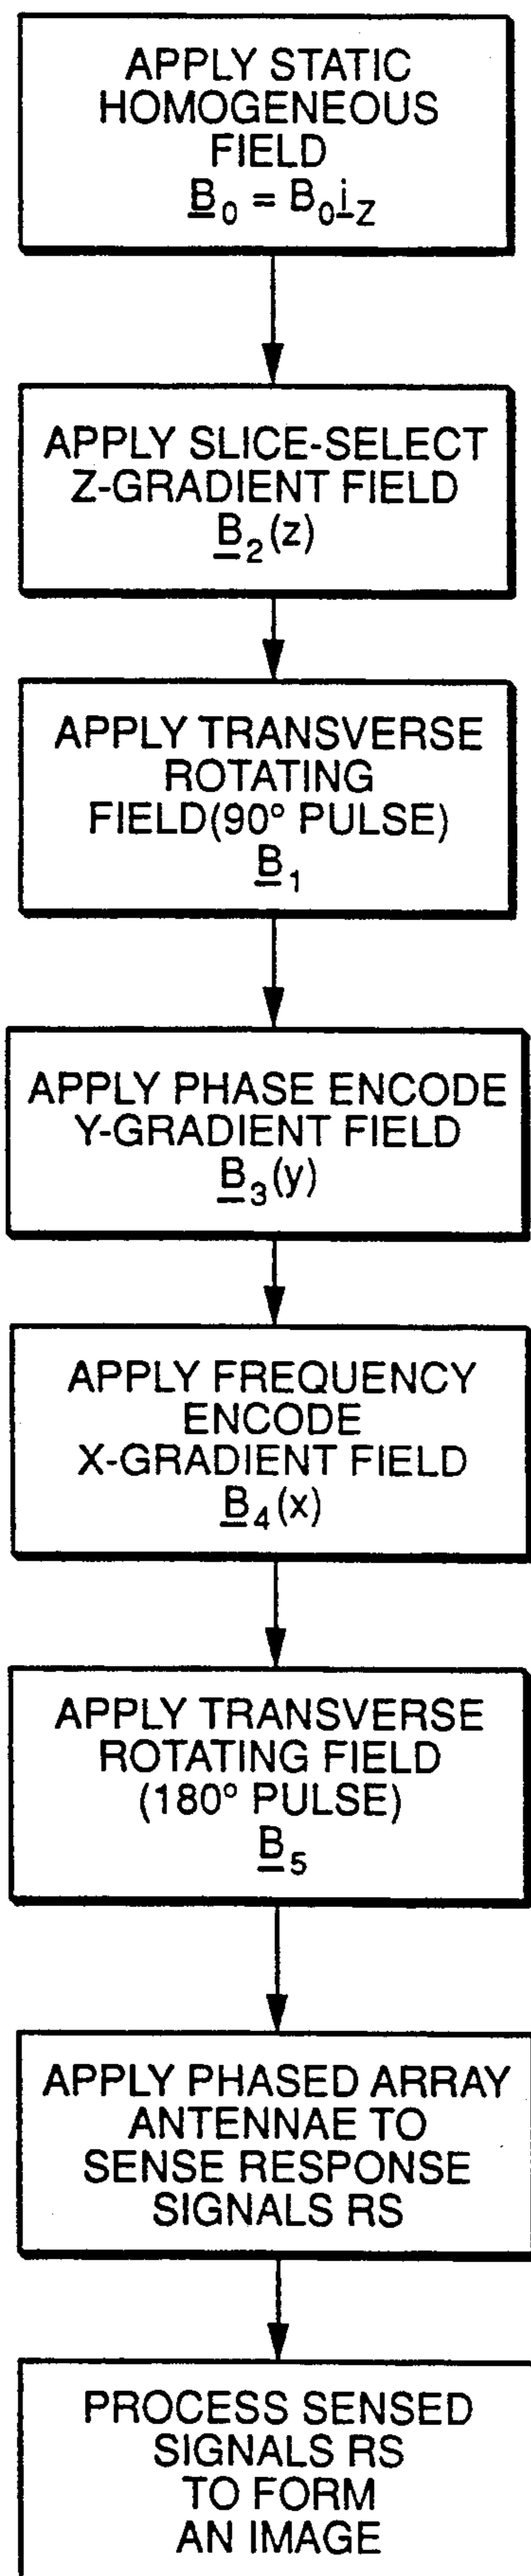 APPLY STATIC
HOMOGENEOUS
FIELD
B₀ = B₀i_Z
APPLY SLICE-SELECT
Z-GRADIENT FIELD
B₂(z)
APPLY TRANSVERSE
ROTATING
FIELD(90° PULSE)
B₁
APPLY PHASE ENCODE
Y-GRADIENT FIELD
B₃(y)
APPLY FREQUENCY
ENCODE
X-GRADIENT FIELD
B₄(x)
APPLY TRANSVERSE
ROTATING FIELD
(180° PULSE)
B₅
APPLY PHASED ARRAY
ANTENNAE TO
SENSE RESPONSE
SIGNALS RS
PROCESS SENSED
SIGNALS RS
TO FORM
AN IMAGE